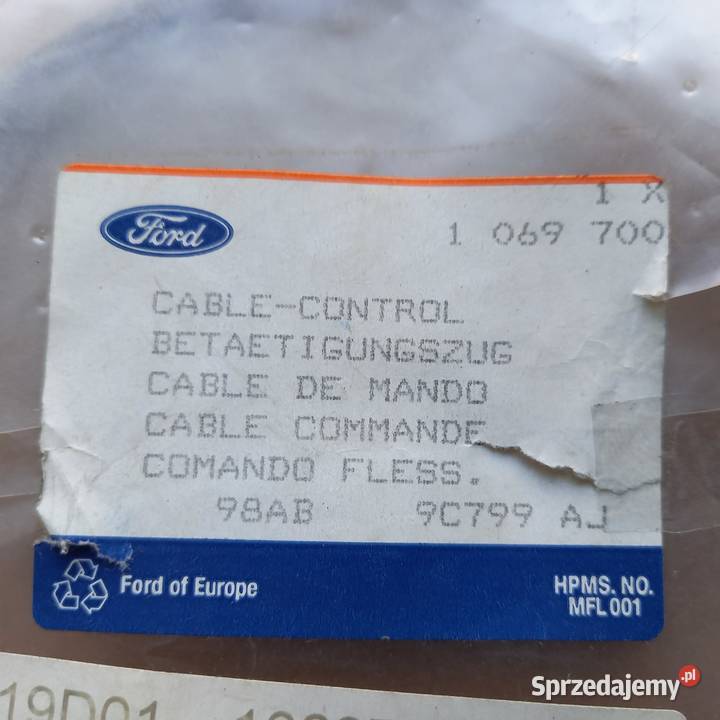 1 X
Ford
1 069 700
CABLE-CONTROL
BETAETIGUNGSZUG
CABLE DE MANDO
CABLE COMMANDE
COMANDO FLESS.
98AB 9C799 AJ
Ford of Europe
HPMS. NO.
MFL 001
19D01
Sprzedajemy.pl